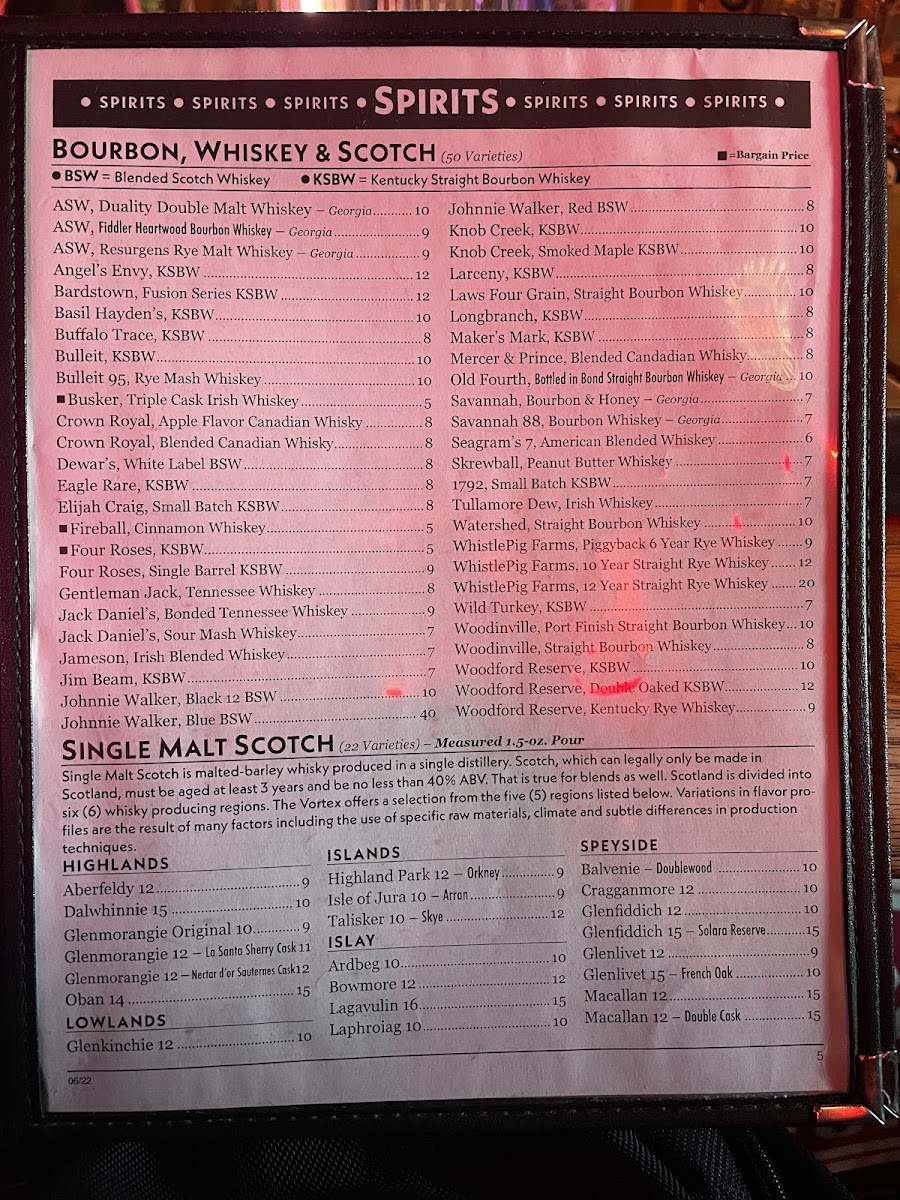 • SPIRITS • SPIRITS • SPIRITS • SPIRITS • SPIRITS • SPIRITS • SPIRITS •
BOURBON, WHISKEY & SCOTCH (50 Varieties) ■=Bargain Price
• BSW = Blended Scotch Whiskey • KSBW = Kentucky Straight Bourbon Whiskey
ASW, Duality Double Malt Whiskey – Georgia 10
ASW, Fiddler Heartwood Bourbon Whiskey – Georgia 9
ASW, Resurgens Rye Malt Whiskey – Georgia 9
Angel's Envy, KSBW 12
Bardstown, Fusion Series KSBW 12
Basil Hayden's, KSBW 10
Buffalo Trace, KSBW 8
Bulleit, KSBW 10
Bulleit 95, Rye Mash Whiskey 10
■ Busker, Triple Cask Irish Whiskey 5
Crown Royal, Apple Flavor Canadian Whisky 8
Crown Royal, Blended Canadian Whisky 8
Dewar's, White Label BSW 8
Eagle Rare, KSBW 8
Elijah Craig, Small Batch KSBW 8
■ Fireball, Cinnamon Whiskey 5
■ Four Roses, KSBW 5
Four Roses, Single Barrel KSBW 9
Gentleman Jack, Tennessee Whiskey 8
Jack Daniel's, Bonded Tennessee Whiskey 9
Jack Daniel's, Sour Mash Whiskey 7
Jameson, Irish Blended Whiskey 7
Jim Beam, KSBW 7
Johnnie Walker, Black 12 BSW 10
Johnnie Walker, Blue BSW 40
Johnnie Walker, Red BSW 8
Knob Creek, KSBW 10
Knob Creek, Smoked Maple KSBW 10
Larceny, KSBW 8
Laws Four Grain, Straight Bourbon Whiskey 10
Longbranch, KSBW 8
Maker's Mark, KSBW 8
Mercer & Prince, Blended Candadian Whisky 8
Old Fourth, Bottled in Bond Straight Bourbon Whiskey – Georgia 10
Savannah, Bourbon & Honey – Georgia 7
Savannah 88, Bourbon Whiskey – Georgia 7
Seagram's 7, American Blended Whiskey 6
Skrewball, Peanut Butter Whiskey 7
1792, Small Batch KSBW 7
Tullamore Dew, Irish Whiskey 7
Watershed, Straight Bourbon Whiskey 10
WhistlePig Farms, Piggyback 6 Year Rye Whiskey 9
WhistlePig Farms, 10 Year Straight Rye Whiskey 12
WhistlePig Farms, 12 Year Straight Rye Whiskey 20
Wild Turkey, KSBW 7
Woodinville, Port Finish Straight Bourbon Whiskey 10
Woodinville, Straight Bourbon Whiskey 8
Woodford Reserve, KSBW 10
Woodford Reserve, Double Oaked KSBW 12
Woodford Reserve, Kentucky Rye Whiskey 9
SINGLE MALT SCOTCH (22 Varieties) – Measured 1.5-oz. Pour
Single Malt Scotch is malted-barley whisky produced in a single distillery. Scotch, which can legally only be made in
Scotland, must be aged at least 3 years and be no less than 40% ABV. That is true for blends as well. Scotland is divided into
six (6) whisky producing regions. The Vortex offers a selection from the five (5) regions listed below. Variations in flavor pro-
files are the result of many factors including the use of specific raw materials, climate and subtle differences in production
techniques.
HIGHLANDS
Aberfeldy 12 9
Dalwhinnie 15 10
Glenmorangie Original 10 9
Glenmorangie 12 – La Santa Sherry Cask 11
Glenmorangie 12 – Nectar d'or Sauternes Cask 12
Oban 14 15
LOWLANDS
Glenkinchie 12 10
ISLANDS
Highland Park 12 – Orkney 9
Isle of Jura 10 – Arran 9
Talisker 10 – Skye 12
ISLAY
Ardbeg 10 10
Bowmore 12 12
Lagavulin 16 15
Laphroiag 10 10
SPEYSIDE
Balvenie – Doublewood 10
Cragganmore 12 10
Glenfiddich 12 10
Glenfiddich 15 – Solara Reserve 15
Glenlivet 12 9
Glenlivet 15 – French Oak 10
Macallan 12 15
Macallan 12 – Double Cask 15
5
06/22